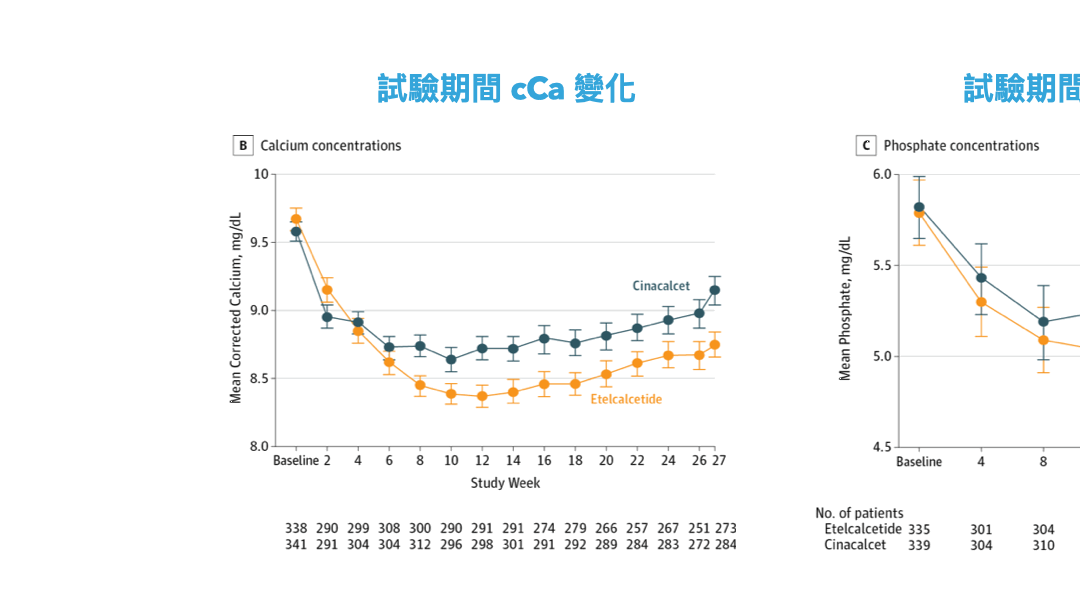 試驗期間 cCa 變化
B Calcium concentrations
Mean Corrected Calcium, mg/dL
10
9.5
9.0
8.5
8.0
Cinacalcet
Etelcalcetide
Baseline 2 4 6 8 10 12 14 16 18 20 22 24 26 27
Study Week
338 290 299 308 300 290 291 291 274 279 266 257 267 251 273
341 291 304 304 312 296 298 301 291 292 289 284 283 272 284
試驗期間
C Phosphate concentrations
Mean Phosphate, mg/dL
6.0
5.5
5.0
4.5
Baseline 4 8
No. of patients
Etelcalcetide 335 301 304
Cinacalcet 339 304 310